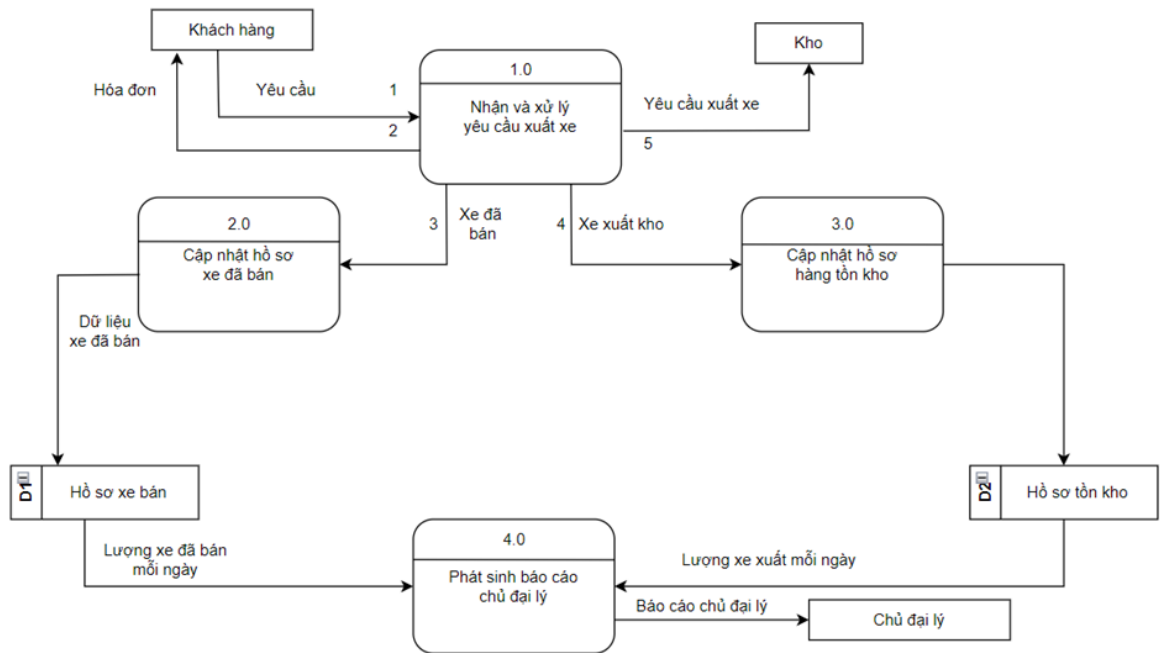 Khách hàng
Kho
1.0
Hóa đơn
Yêu cầu
1
2
Nhận và xử lý
yêu cầu xuất xe
Yêu cầu xuất xe
5
2.0
3
Xe đã
bán
4
Xe xuất kho
3.0
Cập nhật hồ sơ
xe đã bán
Cập nhật hồ sơ
hàng tồn kho
Dữ liệu
xe đã bán
D1
Hồ sơ xe bán
D2
Hồ sơ tồn kho
4.0
Lượng xe đã bán
mỗi ngày
Lượng xe xuất mỗi ngày
Phát sinh báo cáo
chủ đại lý
Báo cáo chủ đại lý
Chủ đại lý